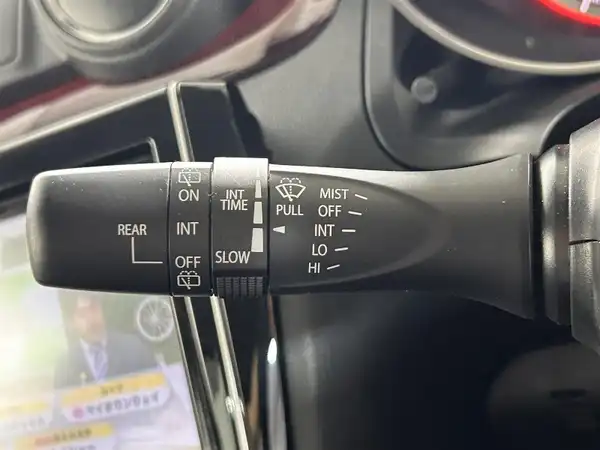 REAR
ON
INT
OFF
INT
TIME
SLOW
PULL
MIST
OFF
INT
LO
HI